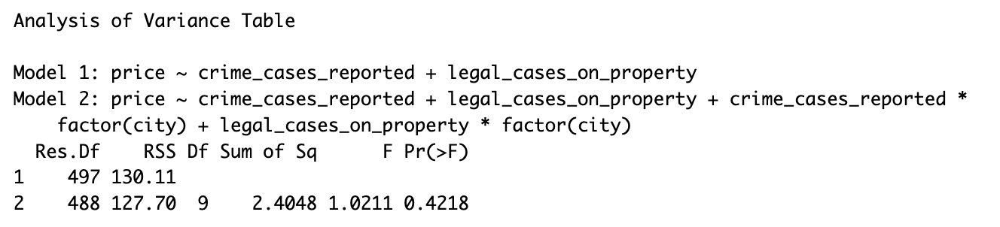 Analysis of Variance Table
Model 1: price ~ crime_cases_reported + legal_cases_on_property
Model 2: price ~ crime_cases_reported + legal_cases_on_property + crime_cases_reported *
    factor(city) + legal_cases_on_property * factor(city)
  Res.Df    RSS Df Sum of Sq      F Pr(>F)
1    497 130.11
2    488 127.70  9    2.4048 1.0211 0.4218